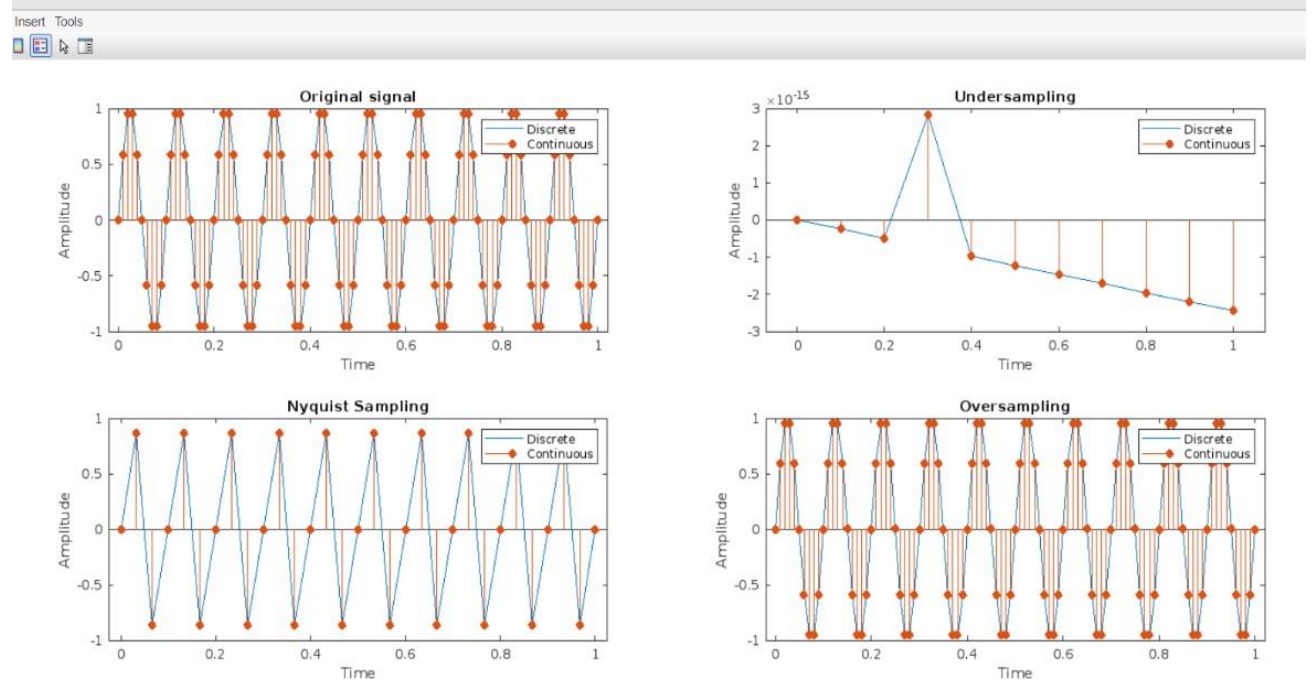 Insert Tools
Original signal
1
0.5
0
-0.5
-1
Amplitude
0 0.2 0.4 0.6 0.8 1
Time
Discrete
Continuous
Undersampling
×10-15
3
2
1
0
-1
-2
-3
Amplitude
0 0.2 0.4 0.6 0.8 1
Time
Discrete
Continuous
Nyquist Sampling
1
0.5
0
-0.5
-1
Amplitude
0 0.2 0.4 0.6 0.8 1
Time
Discrete
Continuous
Oversampling
1
0.5
0
-0.5
-1
Amplitude
0 0.2 0.4 0.6 0.8 1
Time
Discrete
Continuous